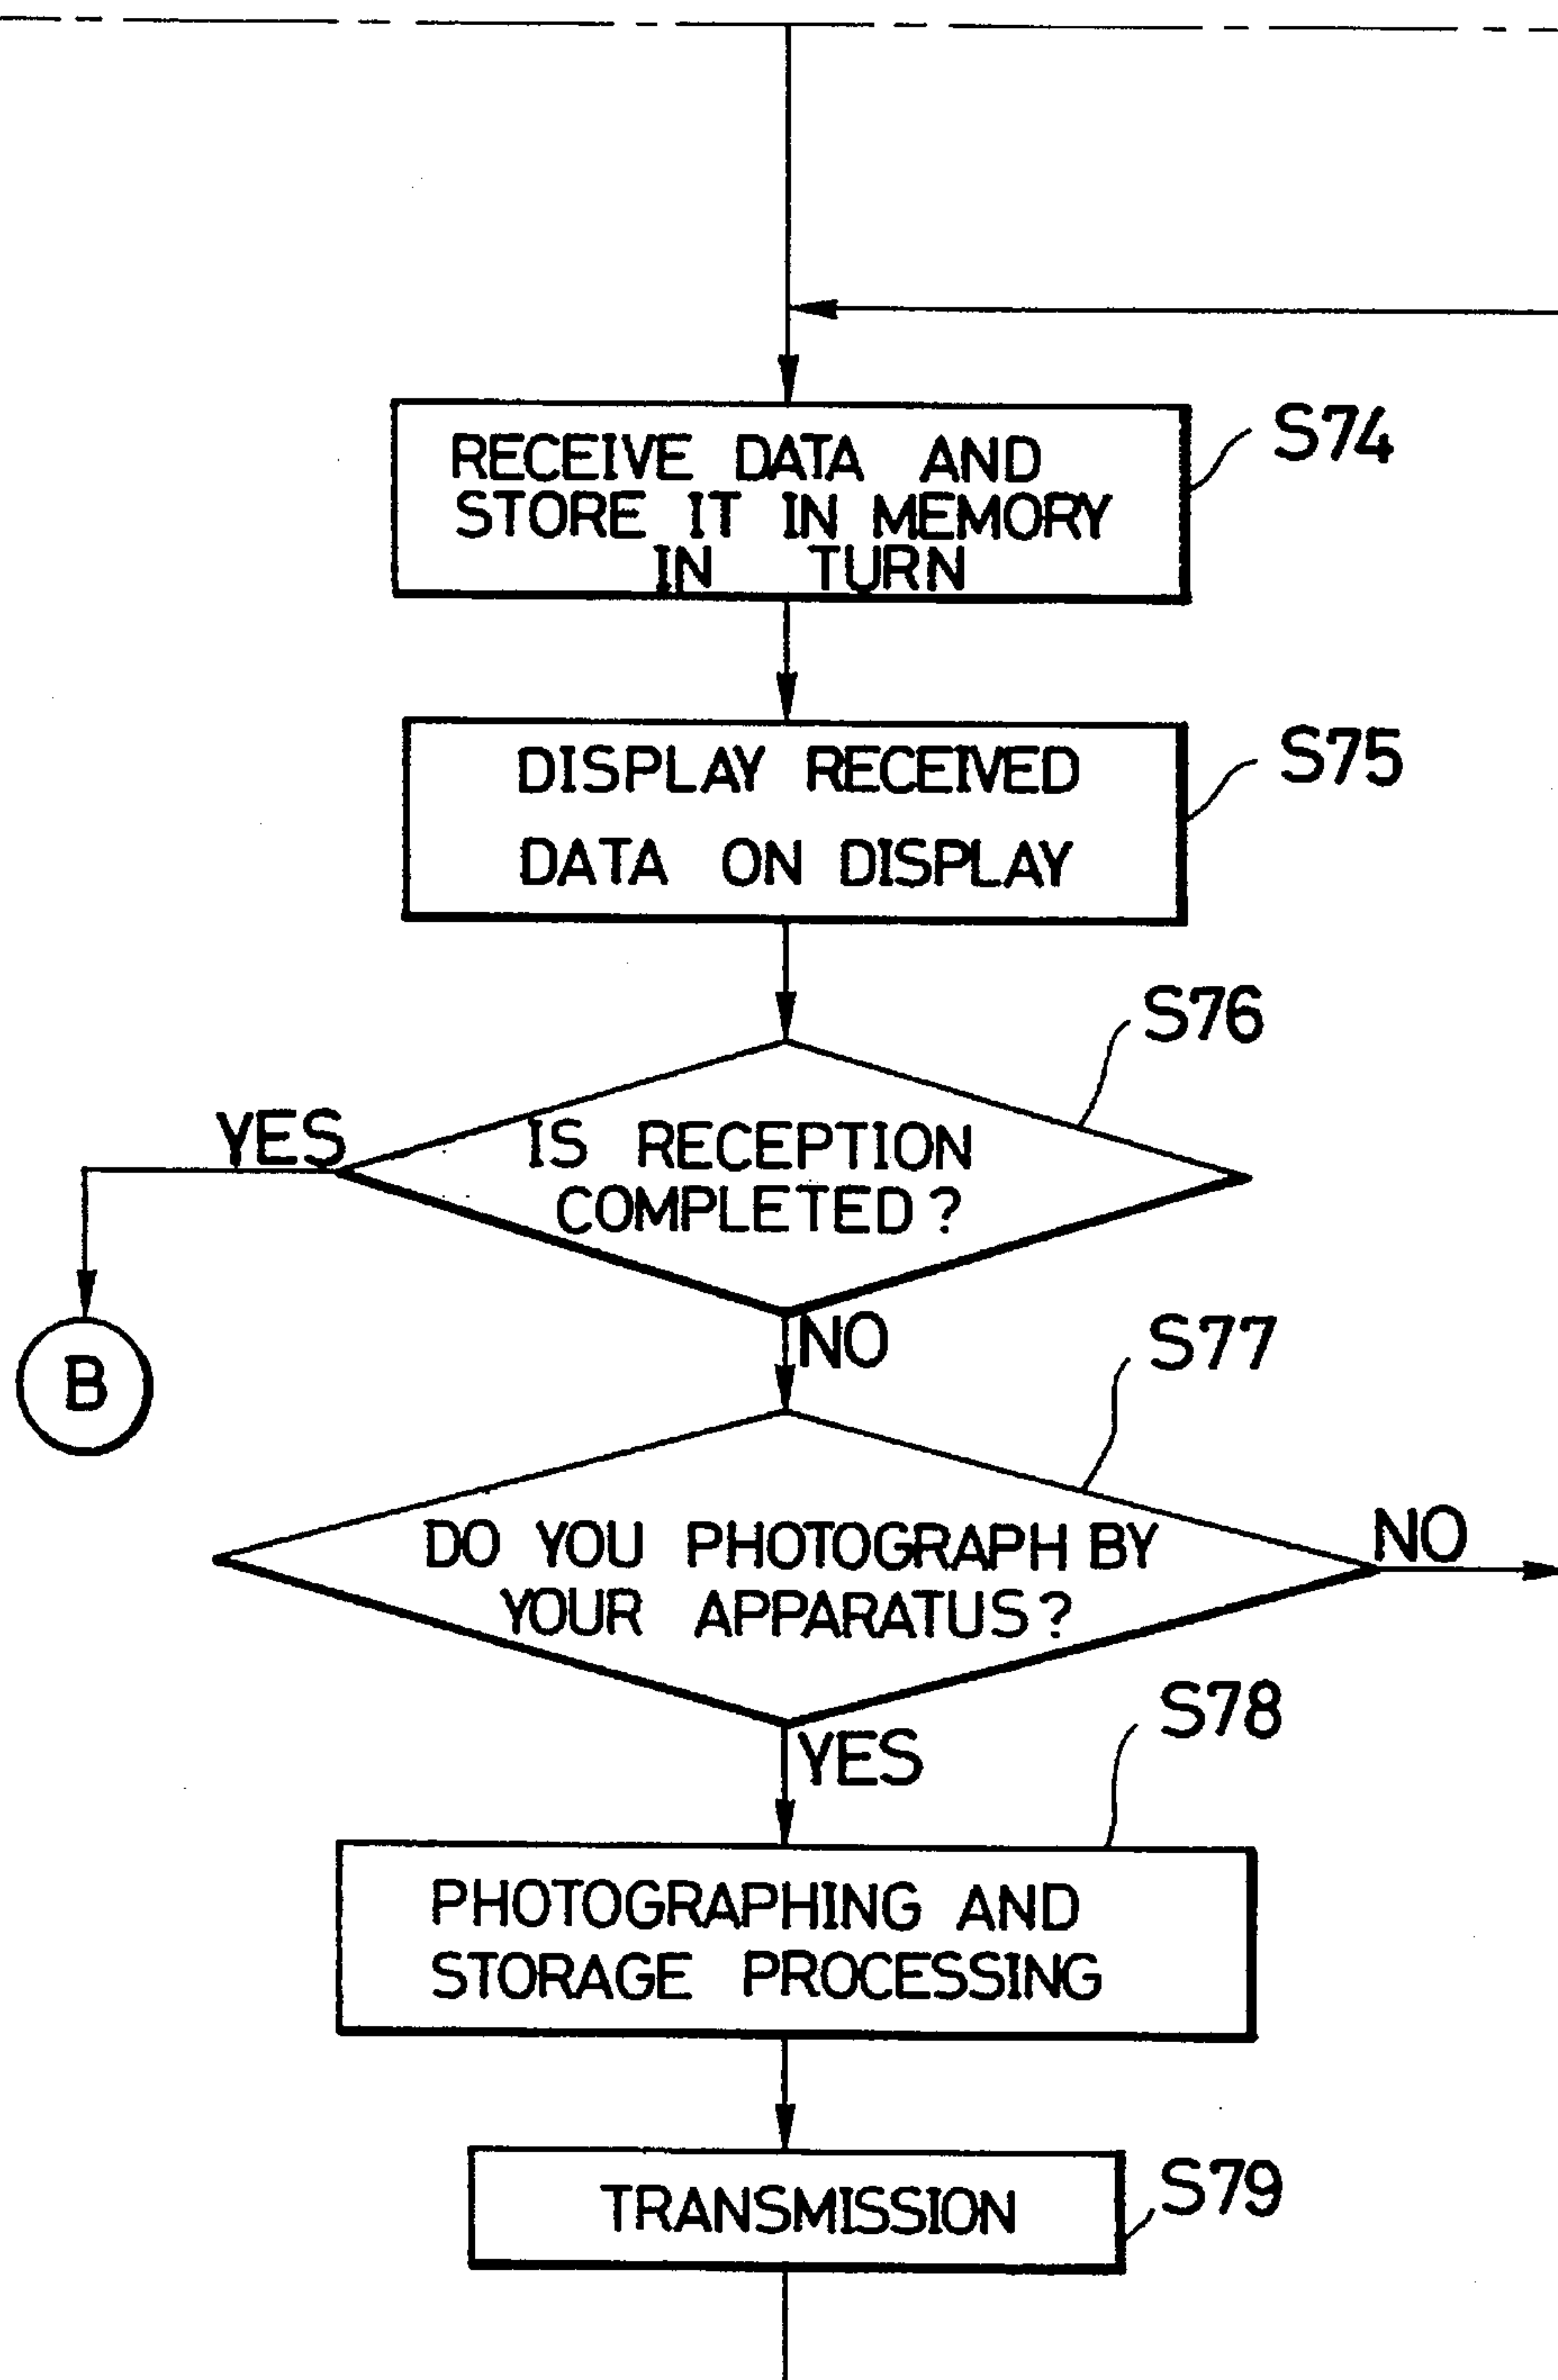 RECEIVE DATA AND
STORE IT IN MEMORY
IN TURN
S74
DISPLAY RECEIVED
DATA ON DISPLAY
S75
S76
YES
IS RECEPTION
COMPLETED?
NO
B
S77
DO YOU PHOTOGRAPH BY
YOUR APPARATUS?
NO
YES
S78
PHOTOGRAPHING AND
STORAGE PROCESSING
TRANSMISSION
S79